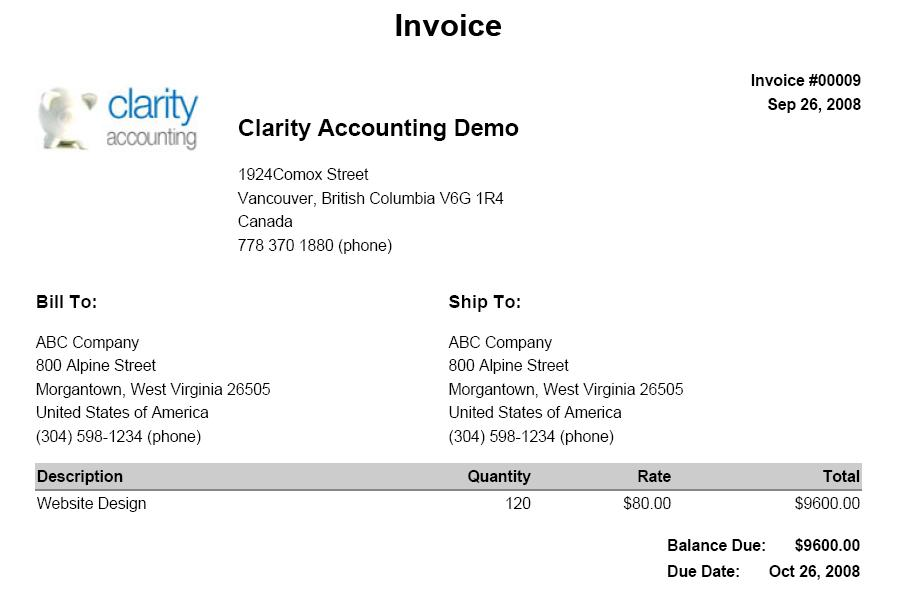 Invoice
Invoice #00009
Sep 26, 2008
clarity
accounting
Clarity Accounting Demo
1924Comox Street
Vancouver, British Columbia V6G 1R4
Canada
778 370 1880 (phone)
Bill To:
ABC Company
800 Alpine Street
Morgantown, West Virginia 26505
United States of America
(304) 598-1234 (phone)
Ship To:
ABC Company
800 Alpine Street
Morgantown, West Virginia 26505
United States of America
(304) 598-1234 (phone)
Description Quantity Rate Total
Website Design 120 $80.00 $9600.00
Balance Due: $9600.00
Due Date: Oct 26, 2008